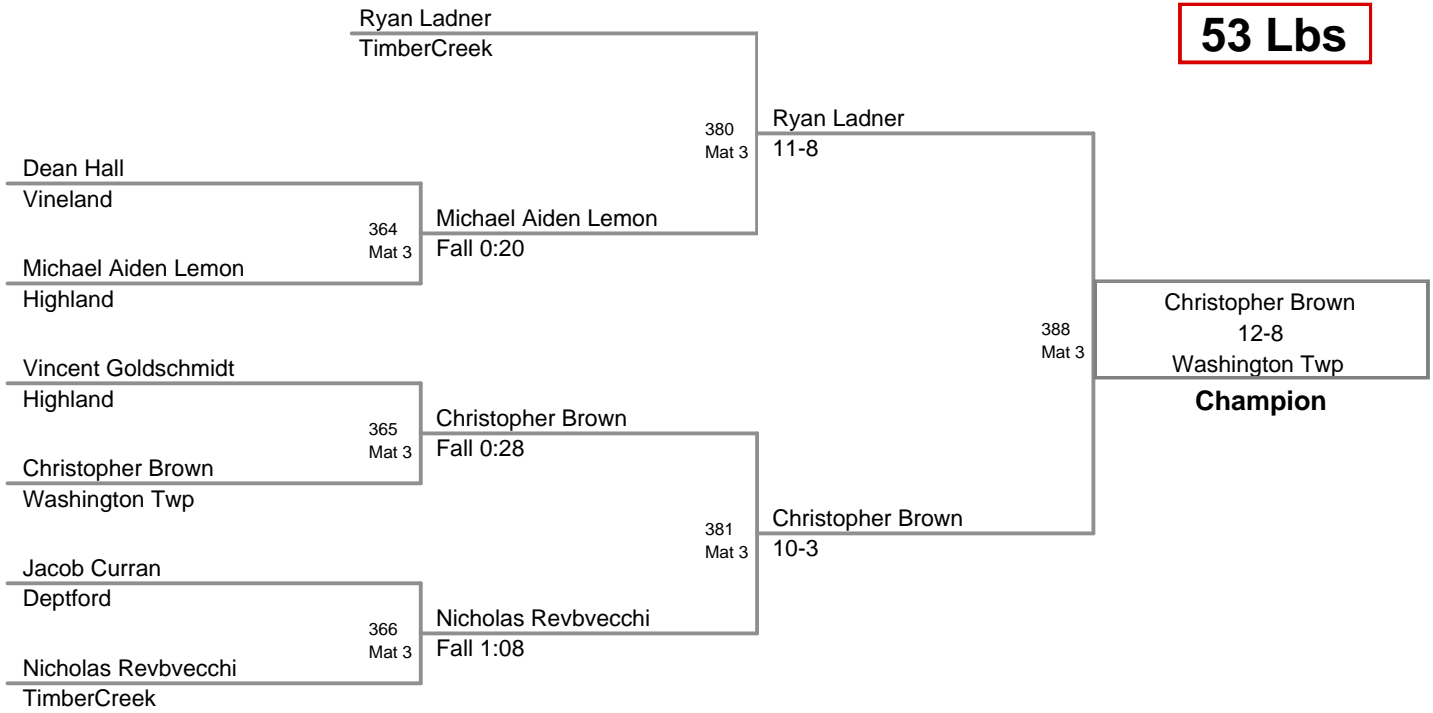 Ryan Ladner
TimberCreek
53 Lbs
380
Mat 3
Ryan Ladner
11-8
Dean Hall
Vineland
364
Mat 3
Michael Aiden Lemon
Fall 0:20
Michael Aiden Lemon
Highland
388
Mat 3
Christopher Brown
12-8
Washington Twp
Champion
Vincent Goldschmidt
Highland
365
Mat 3
Christopher Brown
Fall 0:28
Christopher Brown
Washington Twp
381
Mat 3
Christopher Brown
10-3
Jacob Curran
Deptford
366
Mat 3
Nicholas Revbvecchi
Fall 1:08
Nicholas Revbvecchi
TimberCreek